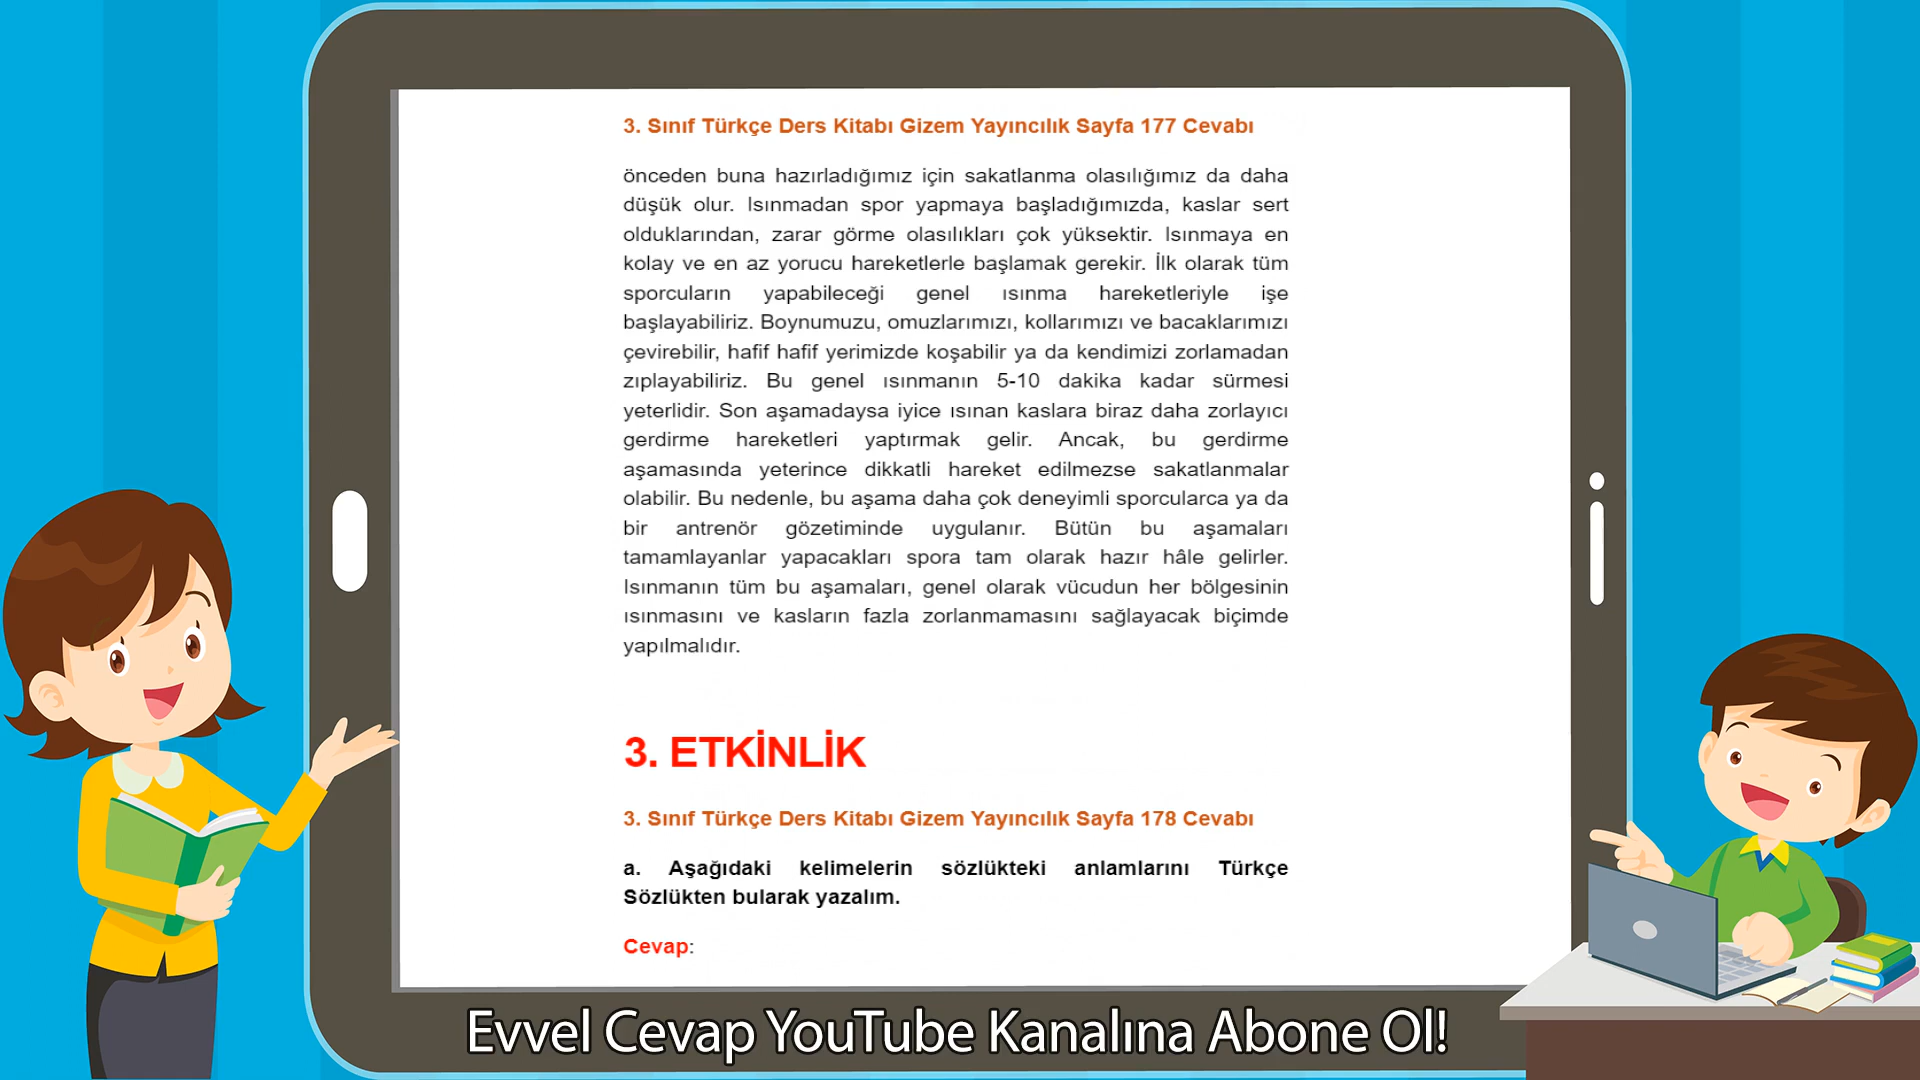 3. Sınıf Türkçe Ders Kitabı Gizem Yayıncılık Sayfa 177 Cevabı
önceden buna hazırladığımız için sakatlanma olasılığımız da daha
düşük olur. Isınmadan spor yapmaya başladığımızda, kaslar sert
olduklarından, zarar görme olasılıkları çok yüksektir. Isınmaya en
kolay ve en az yorucu hareketlerle başlamak gerekir. İlk olarak tüm
sporcuların yapabileceği genel ısınma hareketleriyle işe
başlayabiliriz. Boynumuzu, omuzlarımızı, kollarımızı ve bacaklarımızı
çevirebilir, hafif hafif yerimizde koşabilir ya da kendimizi zorlamadan
zıplayabiliriz. Bu genel ısınmanın 5-10 dakika kadar sürmesi
yeterlidir. Son aşamadaysa iyice ısınan kaslara biraz daha zorlayıcı
gerdirme hareketleri yaptırmak gelir. Ancak, bu gerdirme
aşamasında yeterince dikkatli hareket edilmezse sakatlanmalar
olabilir. Bu nedenle, bu aşama daha çok deneyimli sporcularca ya da
bir antrenör gözetiminde uygulanır. Bütün bu aşamaları
tamamlayanlar yapacakları spora tam olarak hazır hâle gelirler.
Isınmanın tüm bu aşamaları, genel olarak vücudun her bölgesinin
ısınmasını ve kasların fazla zorlanmamasını sağlayacak biçimde
yapılmalıdır.
3. ETKİNLİK
3. Sınıf Türkçe Ders Kitabı Gizem Yayıncılık Sayfa 178 Cevabı
a. Aşağıdaki kelimelerin sözlükteki anlamlarını Türkçe
Sözlükten bularak yazalım.
Cevap:
Evvel Cevap YouTube Kanalına Abone Ol!